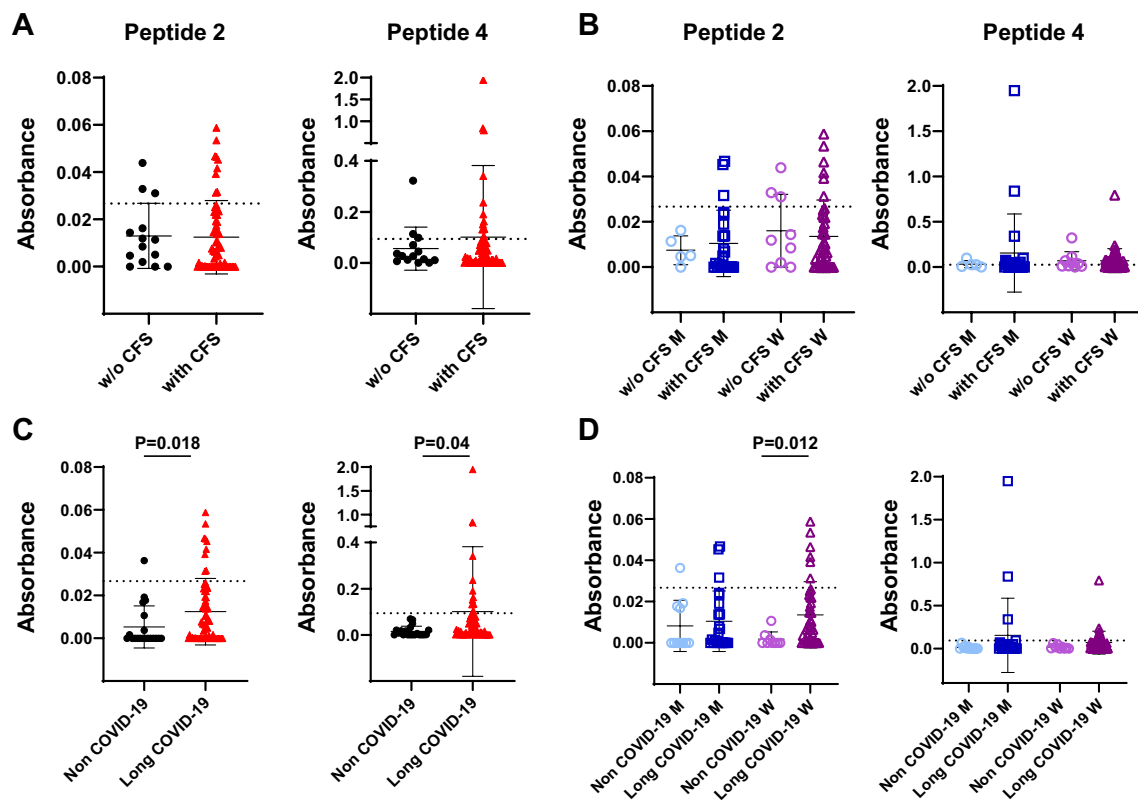 A
Peptide 2
Peptide 4
B
Peptide 2
Peptide 4
Absorbance
0.08
0.06
0.04
0.02
0.00
w/o CFS
with CFS
Absorbance
2.0
1.5
1.0
0.4
0.2
0.0
w/o CFS
with CFS
Absorbance
0.08
0.06
0.04
0.02
0.00
w/o CFS M
with CFS M
w/o CFS W
with CFS W
Absorbance
2.0
1.5
1.0
0.5
0.0
w/o CFS M
with CFS M
w/o CFS W
with CFS W
C
P=0.018
P=0.04
D
P=0.012
Absorbance
0.08
0.06
0.04
0.02
0.00
Non COVID-19
Long COVID-19
Absorbance
2.0
1.5
1.0
0.4
0.2
0.0
Non COVID-19
Long COVID-19
Absorbance
0.08
0.06
0.04
0.02
0.00
Non COVID-19 M
Long COVID-19 M
Non COVID-19 W
Long COVID-19 W
Absorbance
2.0
1.5
1.0
0.5
0.0
Non COVID-19 M
Long COVID-19 M
Non COVID-19 W
Long COVID-19 W